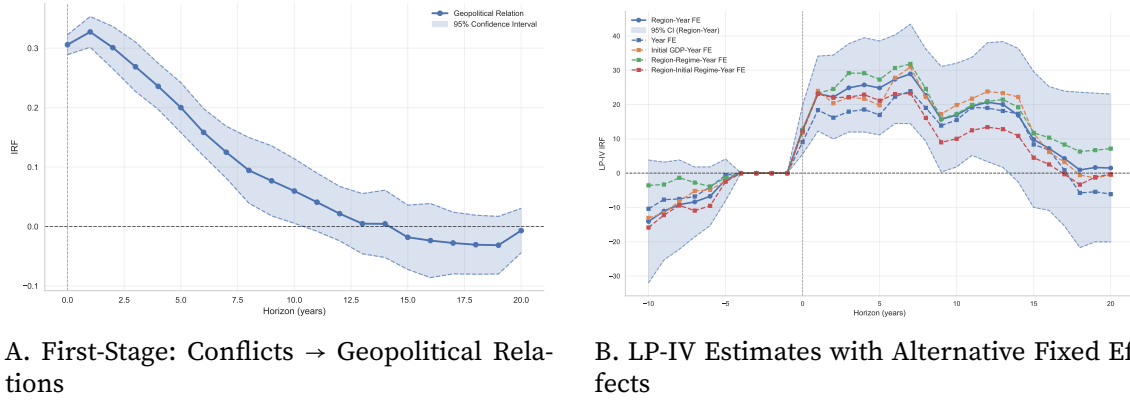 Geopolitical Relation
95% Confidence Interval
IRF
0.3
0.2
0.1
0.0
−0.1
0.0 2.5 5.0 7.5 10.0 12.5 15.0 17.5 20.0
Horizon (years)
Region-Year FE
95% CI (Region-Year)
Year FE
Initial GDP-Year FE
Region-Regime-Year FE
Region-Initial Regime-Year FE
LP-IV IRF
40
30
20
10
0
−10
−20
−30
−10 −5 0 5 10 15 20
Horizon (years)
A. First-Stage: Conflicts → Geopolitical Rela-
tions
B. LP-IV Estimates with Alternative Fixed Ef
fects